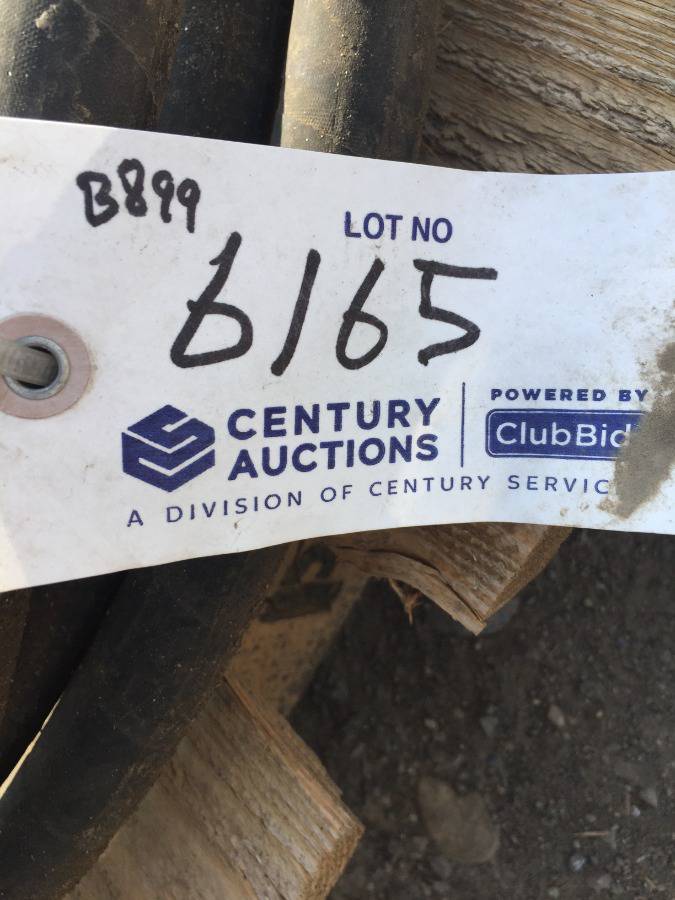 B899
LOT NO
6165
CENTURY
AUCTIONS
POWERED BY
ClubBid
A DIVISION OF CENTURY SERVIC